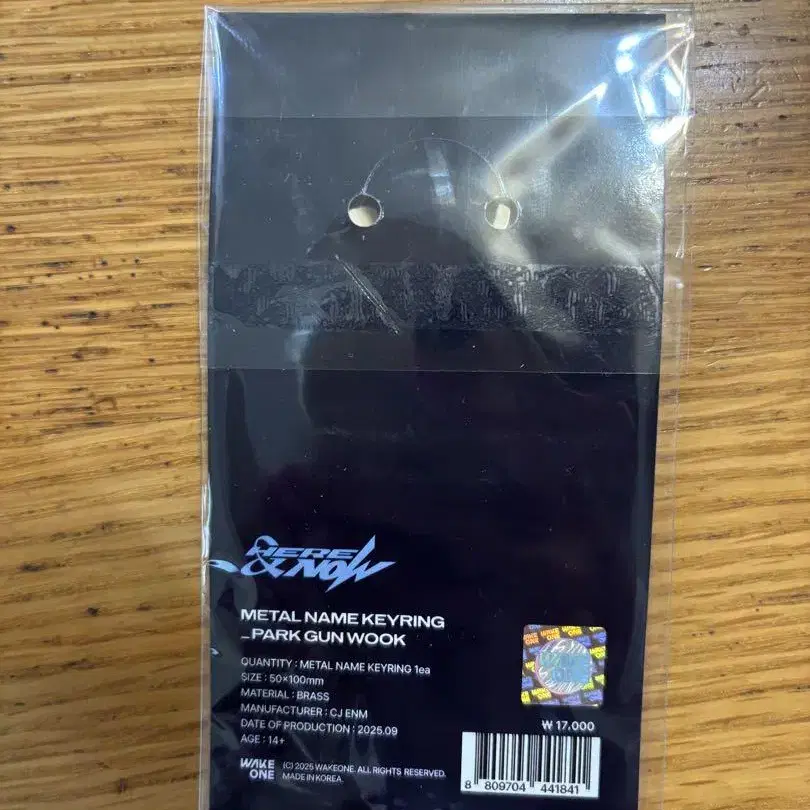 HERE
& NOW
METAL NAME KEYRING
_PARK GUN WOOK
QUANTITY : METAL NAME KEYRING 1ea
SIZE : 50×100mm
MATERIAL : BRASS
MANUFACTURER : CJ ENM
DATE OF PRODUCTION : 2025.09
AGE : 14+
WAKE ONE
(C) 2025 WAKEONE. ALL RIGHTS RESERVED.
MADE IN KOREA.
WAKE ONE
₩ 17.000
8 809704 441841